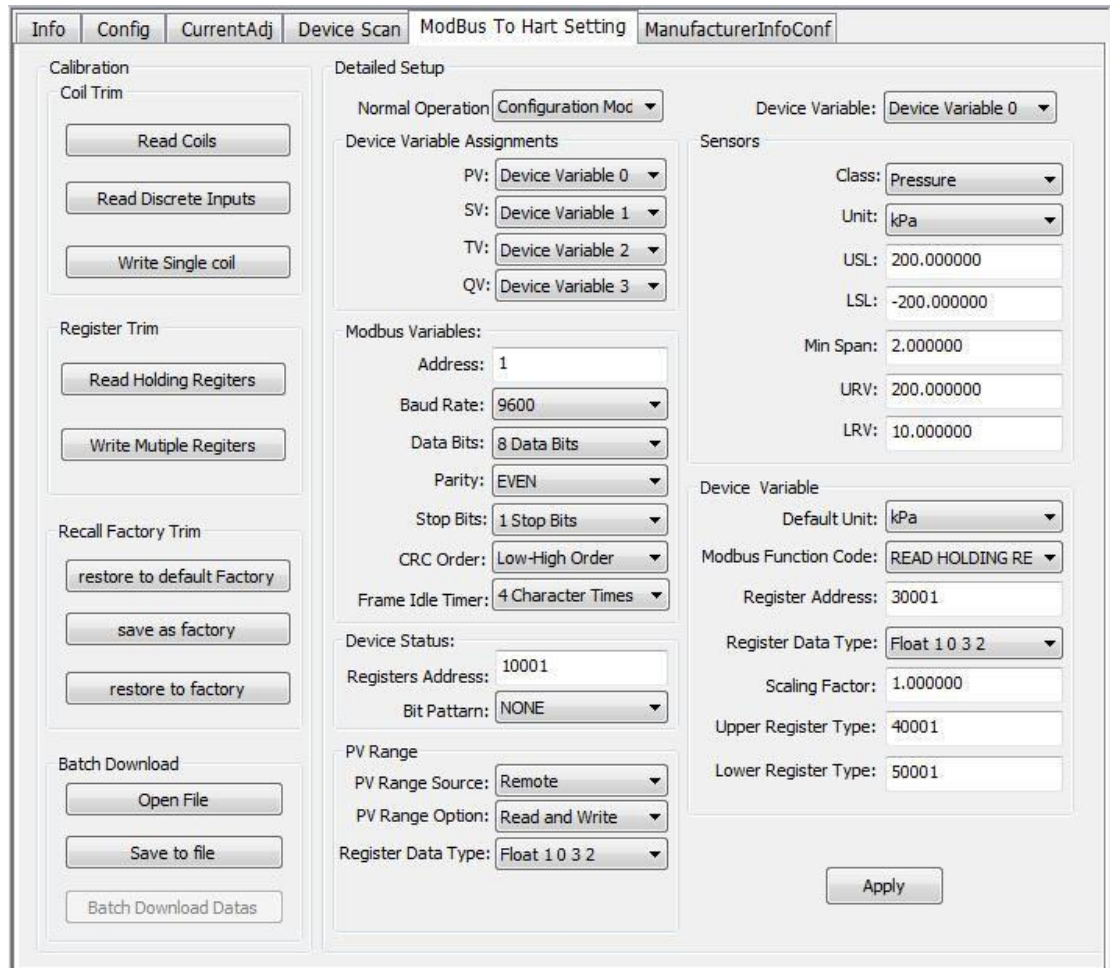 Info Config CurrentAdj Device Scan ModBus To Hart Setting ManufacturerInfoConf
Calibration
Coil Trim
Read Coils
Read Discrete Inputs
Write Single coil
Register Trim
Read Holding Regiters
Write Mutiple Regiters
Recall Factory Trim
restore to default Factory
save as factory
restore to factory
Batch Download
Open File
Save to file
Batch Download Datas
Detailed Setup
Normal Operation Configuration Mod
Device Variable Assignments
PV: Device Variable 0
SV: Device Variable 1
TV: Device Variable 2
QV: Device Variable 3
Modbus Variables:
Address: 1
Baud Rate: 9600
Data Bits: 8 Data Bits
Parity: EVEN
Stop Bits: 1 Stop Bits
CRC Order: Low-High Order
Frame Idle Timer: 4 Character Times
Device Status:
Registers Address: 10001
Bit Pattarn: NONE
PV Range
PV Range Source: Remote
PV Range Option: Read and Write
Register Data Type: Float 1 0 3 2
Device Variable: Device Variable 0
Sensors
Class: Pressure
Unit: kPa
USL: 200.000000
LSL: -200.000000
Min Span: 2.000000
URV: 200.000000
LRV: 10.000000
Device Variable
Default Unit: kPa
Modbus Function Code: READ HOLDING RE
Register Address: 30001
Register Data Type: Float 1 0 3 2
Scaling Factor: 1.000000
Upper Register Type: 40001
Lower Register Type: 50001
Apply